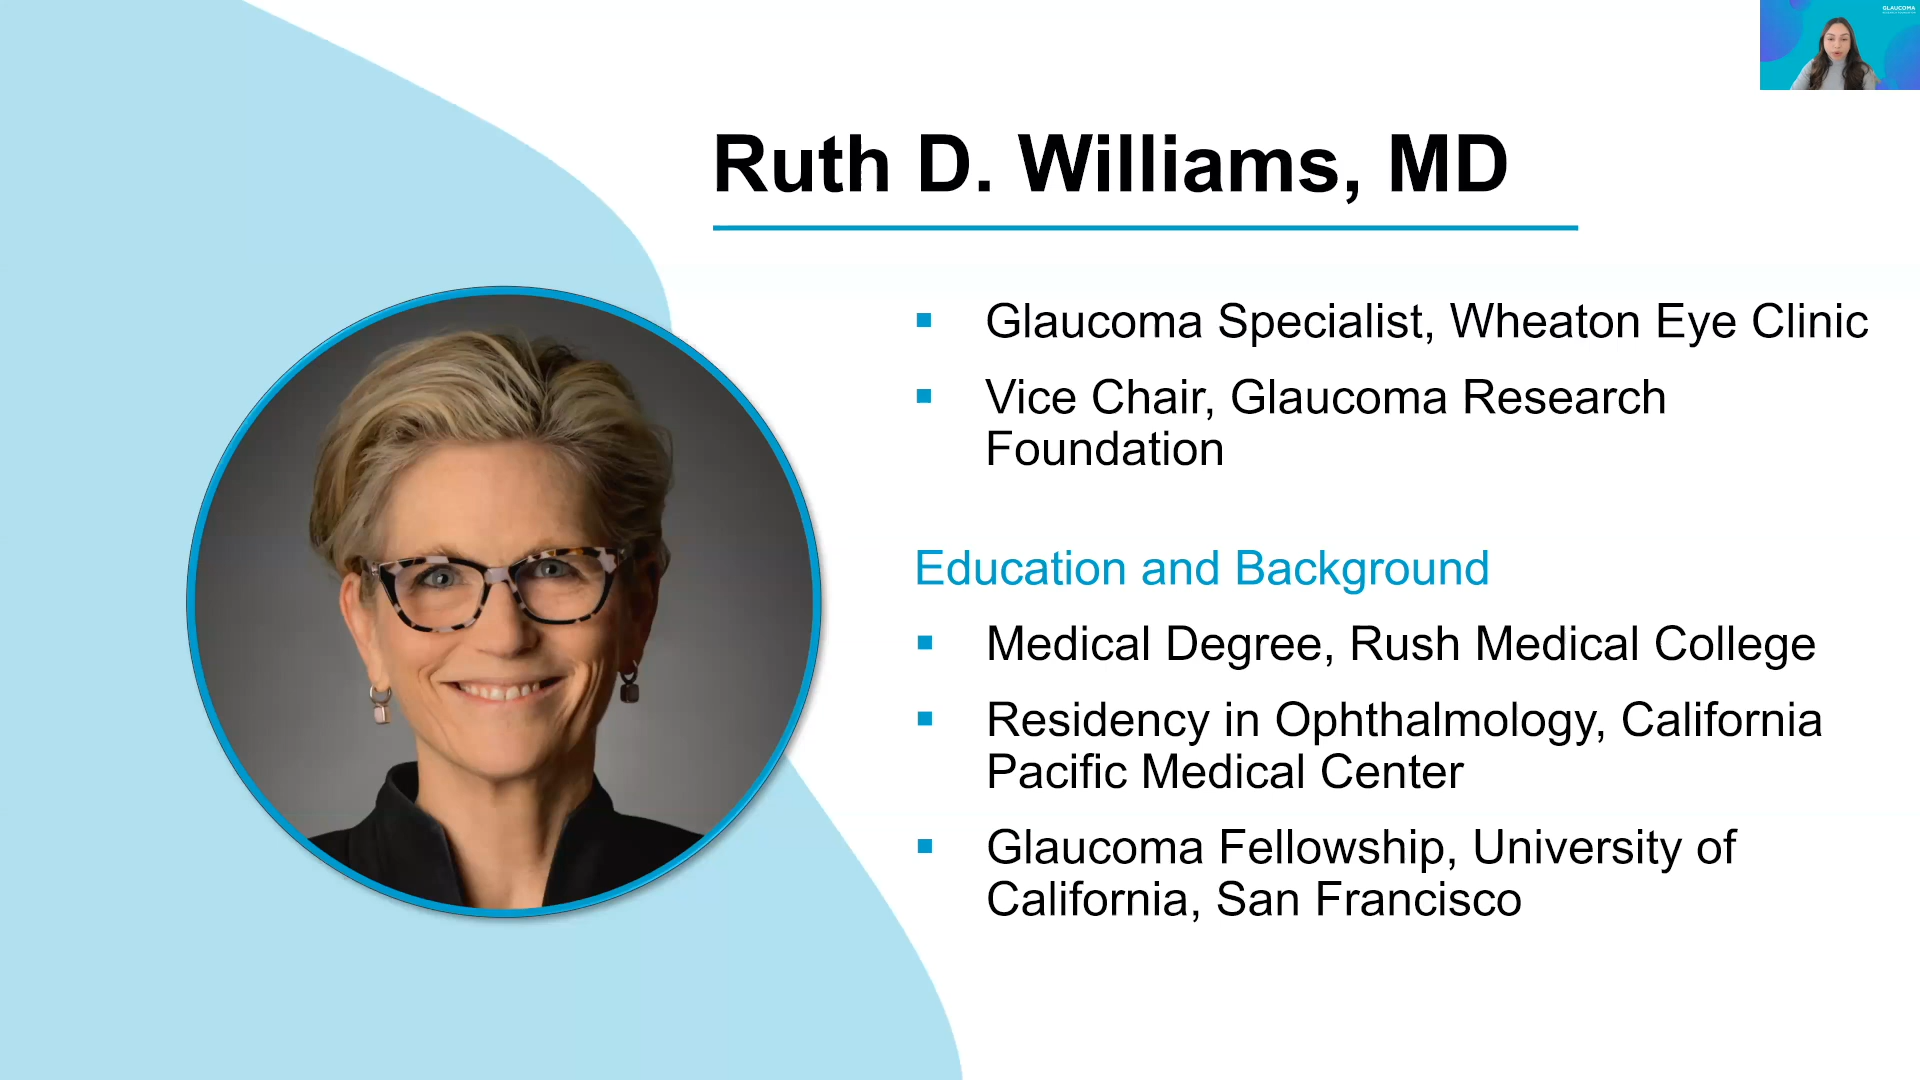 GLAUCOMA
Ruth D. Williams, MD
Glaucoma Specialist, Wheaton Eye Clinic
Vice Chair, Glaucoma Research
Foundation
Education and Background
Medical Degree, Rush Medical College
Residency in Ophthalmology, California
Pacific Medical Center
Glaucoma Fellowship, University of
California, San Francisco